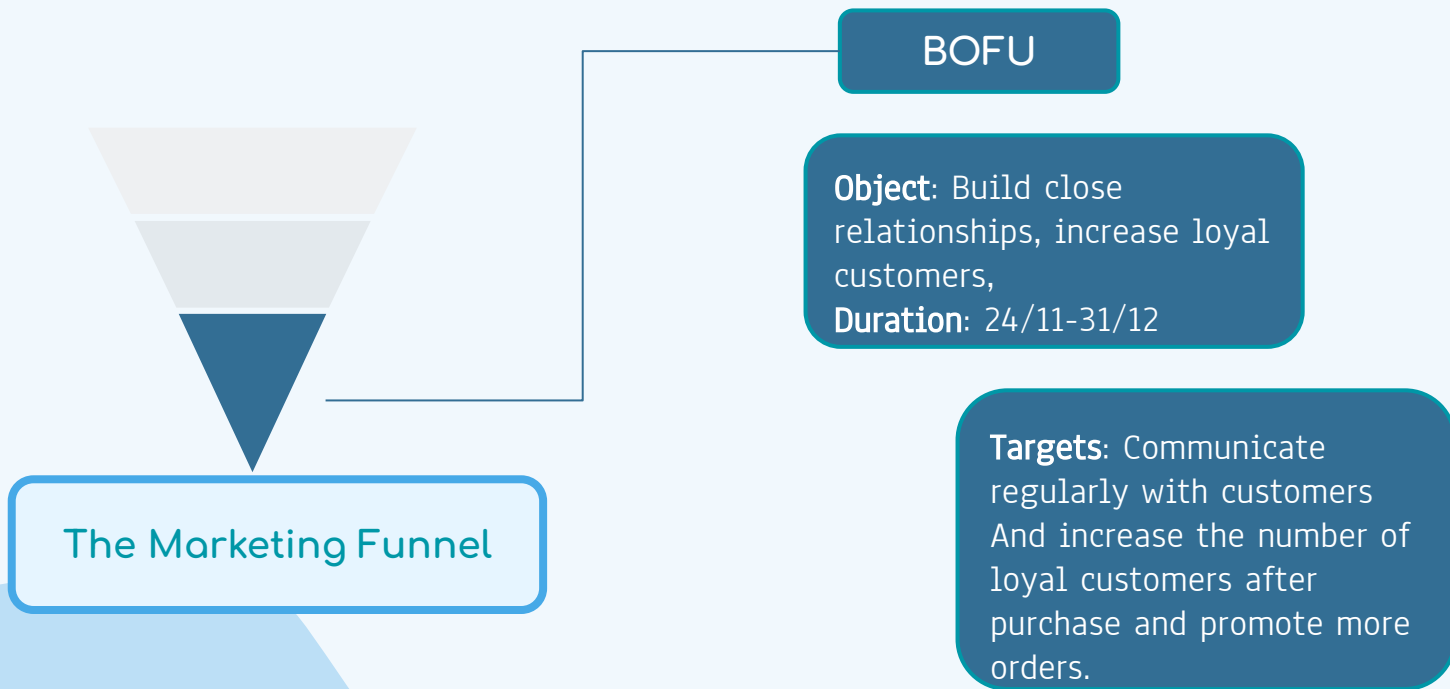 BOFU
Object: Build close
relationships, increase loyal
customers,
Duration: 24/11-31/12
Targets: Communicate
regularly with customers
And increase the number of
loyal customers after
purchase and promote more
orders.
The Marketing Funnel